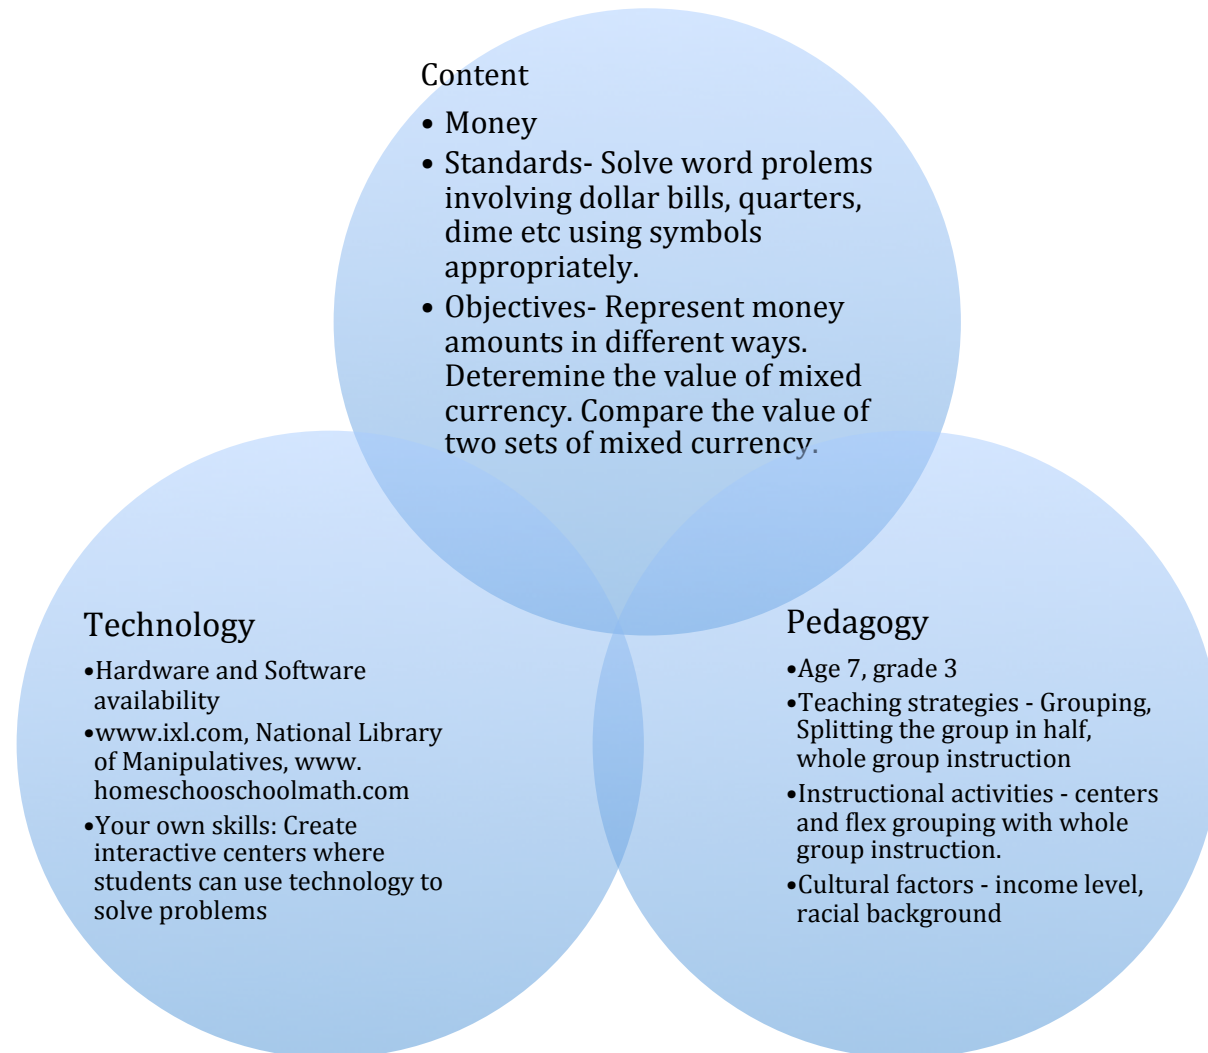 Content
• Money
• Standards- Solve word prolems
involving dollar bills, quarters,
dime etc using symbols
appropriately.
• Objectives- Represent money
amounts in different ways.
Deteremine the value of mixed
currency. Compare the value of
two sets of mixed currency.
Technology
•Hardware and Software
availability
•www.ixl.com, National Library
of Manipulatives, www.
homeschooschoolmath.com
•Your own skills: Create
interactive centers where
students can use technology to
solve problems
Pedagogy
•Age 7, grade 3
•Teaching strategies - Grouping,
Splitting the group in half,
whole group instruction
•Instructional activities - centers
and flex grouping with whole
group instruction.
•Cultural factors - income level,
racial background